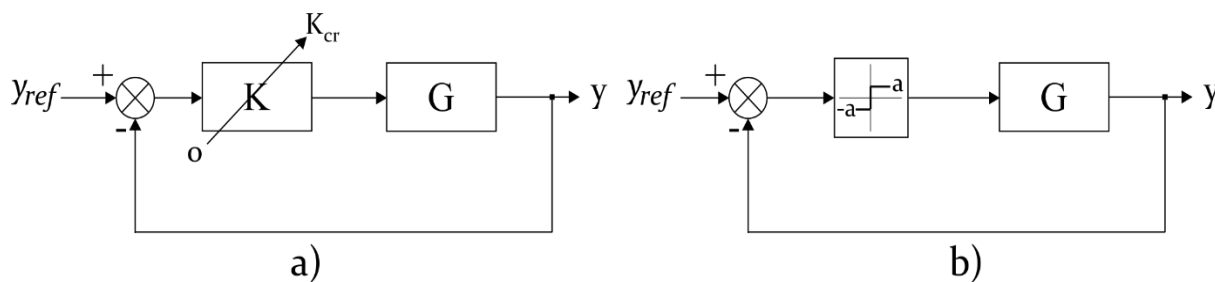 K_cr
y_ref + K G y
-
o
a)
y_ref + a G y
-a
-
b)